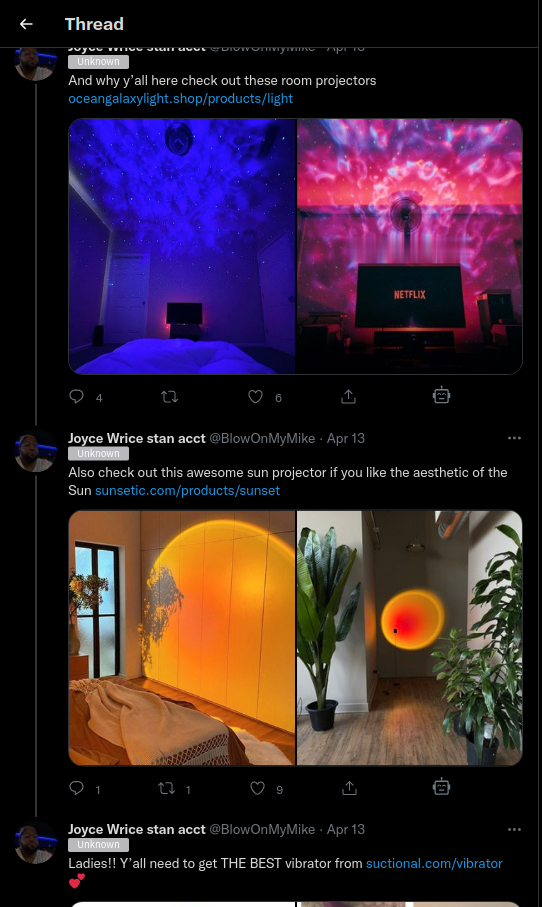 Thread
Joyce Wrice stan acct @BlowOnMyMike · Apr 13
Unknown
And why y'all here check out these room projectors
oceangalaxylight.shop/products/light
NETFLIX
4
6
Joyce Wrice stan acct @BlowOnMyMike · Apr 13
Unknown
Also check out this awesome sun projector if you like the aesthetic of the
Sun sunsetic.com/products/sunset
1
1
9
Joyce Wrice stan acct @BlowOnMyMike · Apr 13
Unknown
Ladies!! Y'all need to get THE BEST vibrator from suctional.com/vibrator
💕